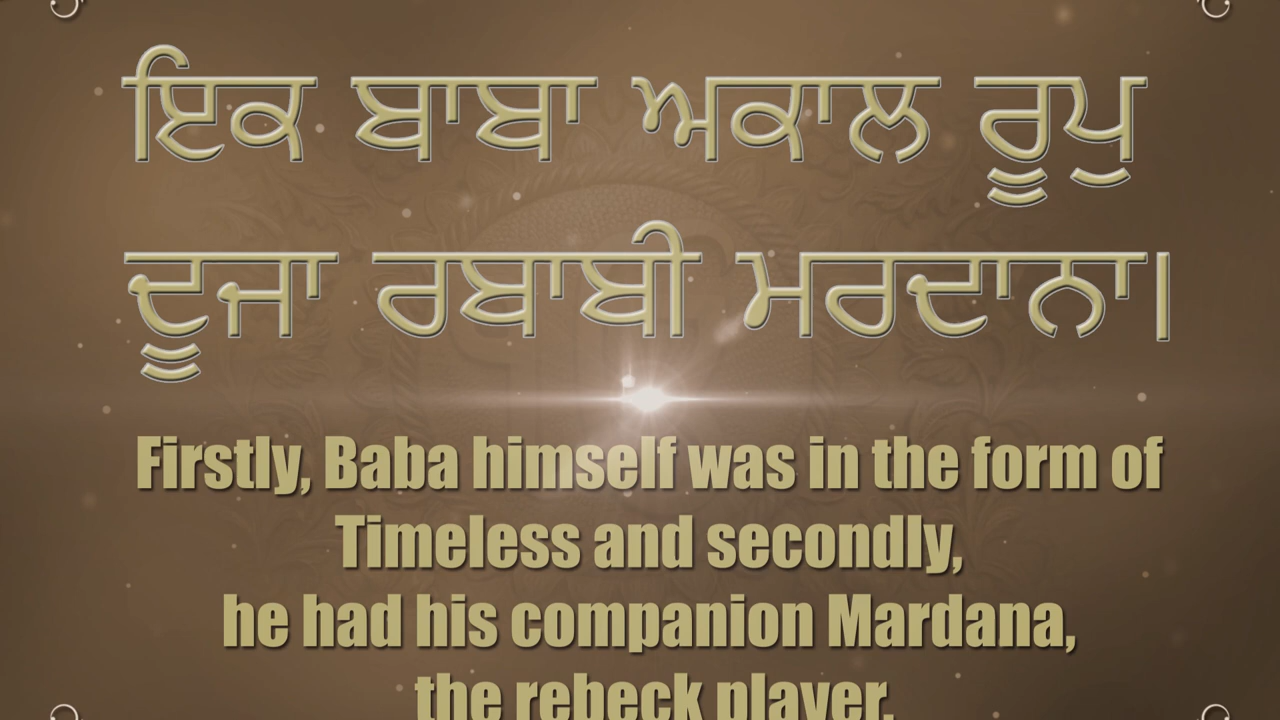 ਇਕ ਬਾਬਾ ਅਕਾਲ ਰੂਪੁ
ਦੂਜਾ ਰਬਾਬੀ ਮਰਦਾਨਾ।
Firstly, Baba himself was in the form of
Timeless and secondly,
he had his companion Mardana,
the rebeck player.